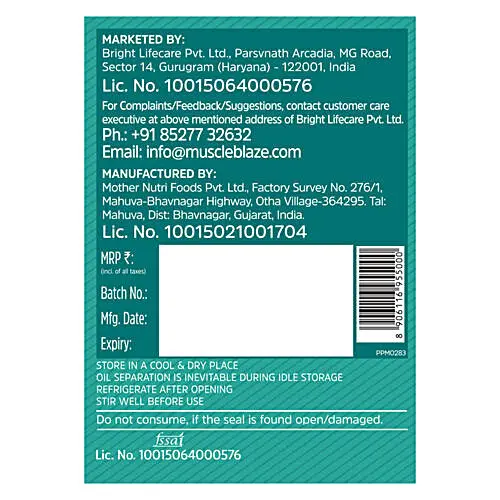 MARKETED BY:
Bright Lifecare Pvt. Ltd., Parsvnath Arcadia, MG Road,
Sector 14, Gurugram (Haryana) - 122001, India
Lic. No. 10015064000576
For Complaints/Feedback/Suggestions, contact customer care
executive at above mentioned address of Bright Lifecare Pvt. Ltd.
Ph.: +91 85277 32632
Email: info@muscleblaze.com
MANUFACTURED BY:
Mother Nutri Foods Pvt. Ltd., Factory Survey No. 276/1,
Mahuva-Bhavnagar Highway, Otha Village-364295. Tal:
Mahuva, Dist: Bhavnagar, Gujarat, India.
Lic. No. 10015021001704
MRP ₹:
(incl. of all taxes)
Batch No.:
Mfg. Date:
Expiry:
8 906116 955000
PPM0283
STORE IN A COOL & DRY PLACE
OIL SEPARATION IS INEVITABLE DURING IDLE STORAGE
REFRIGERATE AFTER OPENING
STIR WELL BEFORE USE
Do not consume, if the seal is found open/damaged.
fssai
Lic. No. 10015064000576